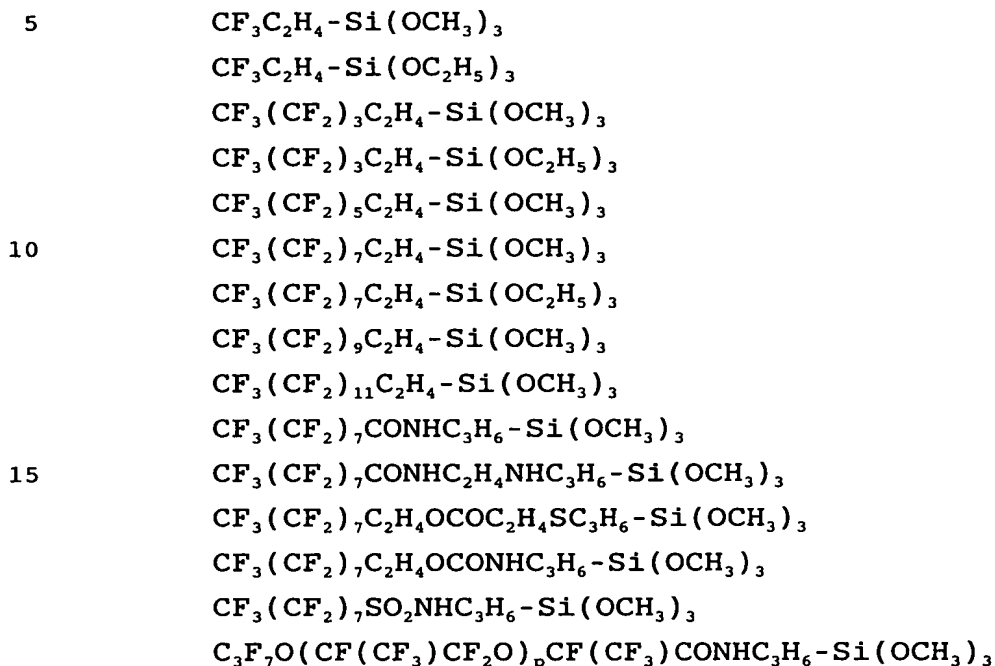 5 CF₃C₂H₄-Si(OCH₃)₃
CF₃C₂H₄-Si(OC₂H₅)₃
CF₃(CF₂)₃C₂H₄-Si(OCH₃)₃
CF₃(CF₂)₃C₂H₄-Si(OC₂H₅)₃
CF₃(CF₂)₅C₂H₄-Si(OCH₃)₃
10 CF₃(CF₂)₇C₂H₄-Si(OCH₃)₃
CF₃(CF₂)₇C₂H₄-Si(OC₂H₅)₃
CF₃(CF₂)₉C₂H₄-Si(OCH₃)₃
CF₃(CF₂)₁₁C₂H₄-Si(OCH₃)₃
CF₃(CF₂)₇CONHC₃H₆-Si(OCH₃)₃
15 CF₃(CF₂)₇CONHC₂H₄NHC₃H₆-Si(OCH₃)₃
CF₃(CF₂)₇C₂H₄OCOC₂H₄SC₃H₆-Si(OCH₃)₃
CF₃(CF₂)₇C₂H₄OCONHC₃H₆-Si(OCH₃)₃
CF₃(CF₂)₇SO₂NHC₃H₆-Si(OCH₃)₃
C₃F₇O(CF(CF₃)CF₂O)ₚCF(CF₃)CONHC₃H₆-Si(OCH₃)₃